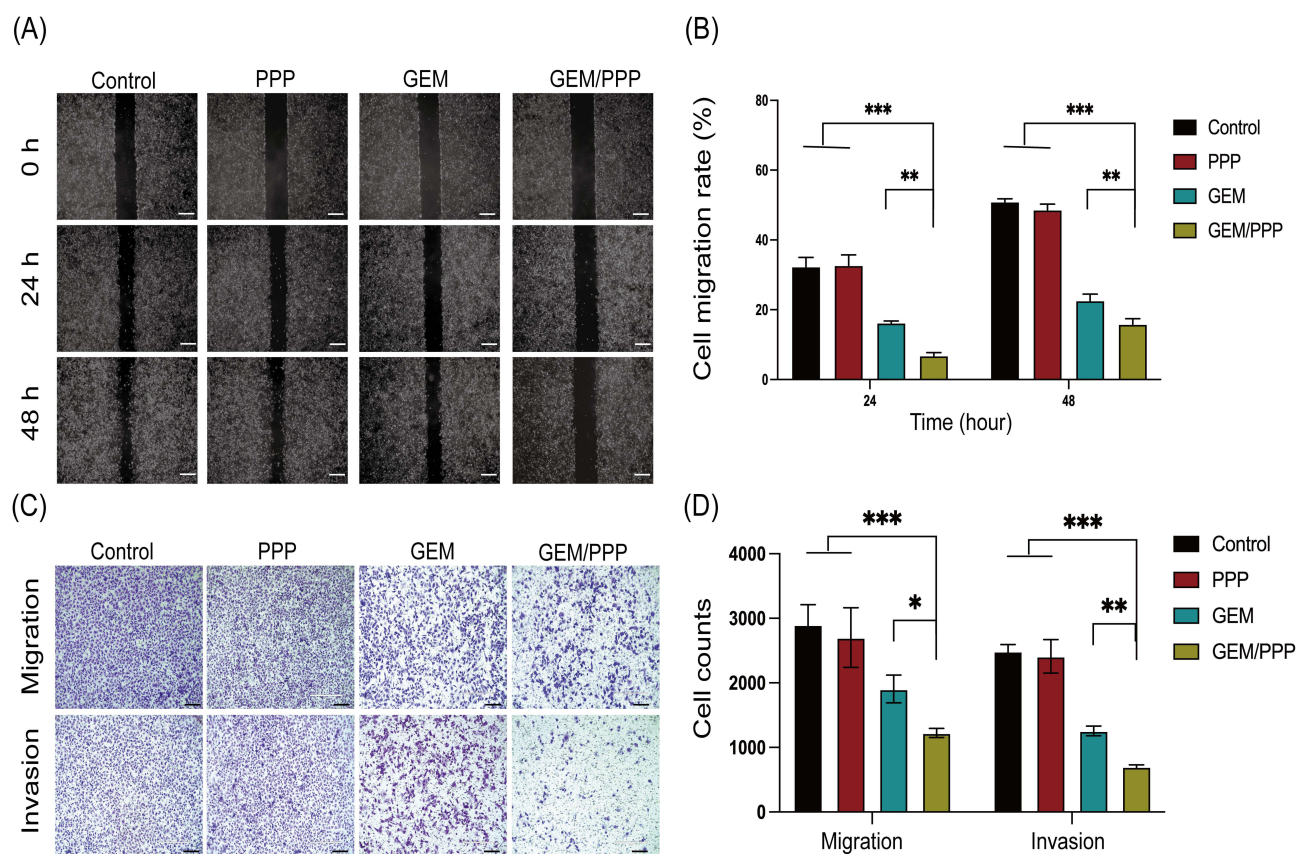 (A)
Control PPP GEM GEM/PPP
0 h
24 h
48 h
(B)
Cell migration rate (%)
80
60
40
20
0
*** ***
** **
24 48
Time (hour)
Control
PPP
GEM
GEM/PPP
(C)
Control PPP GEM GEM/PPP
Migration
Invasion
(D)
Cell counts
4000
3000
2000
1000
0
*** ***
* **
Migration Invasion
Control
PPP
GEM
GEM/PPP